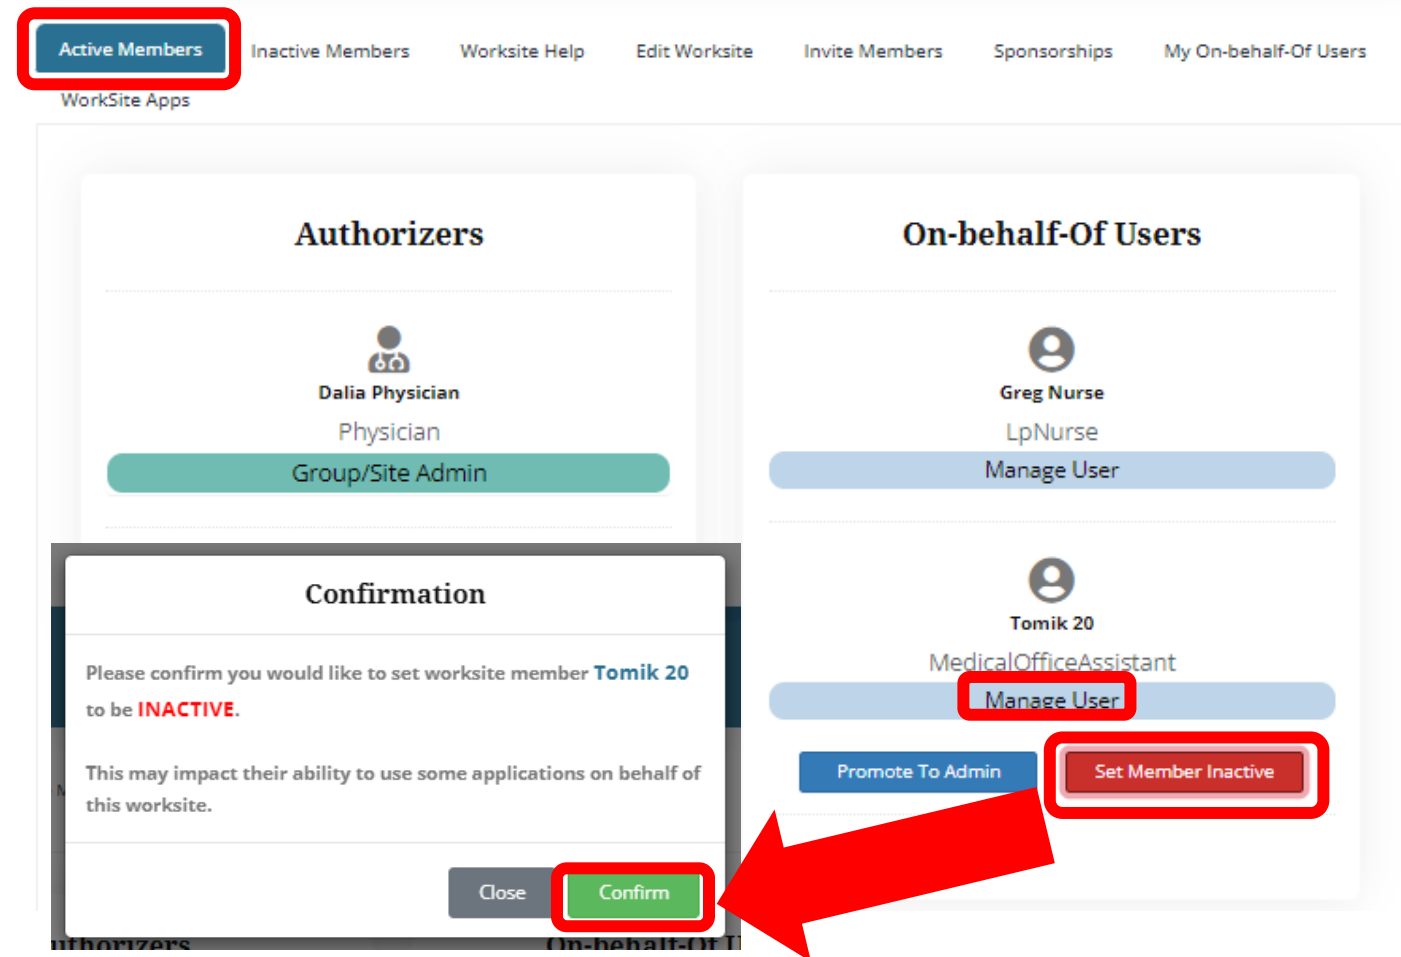 Active Members
Inactive Members
Worksite Help
Edit Worksite
Invite Members
Sponsorships
My On-behalf-Of Users
WorkSite Apps
Authorizers
Dalia Physician
Physician
Group/Site Admin
On-behalf-Of Users
Greg Nurse
LpNurse
Manage User
Tomik 20
MedicalOfficeAssistant
Manage User
Promote To Admin
Set Member Inactive
Confirmation
Please confirm you would like to set worksite member Tomik 20
to be INACTIVE.
This may impact their ability to use some applications on behalf of
this worksite.
Close
Confirm